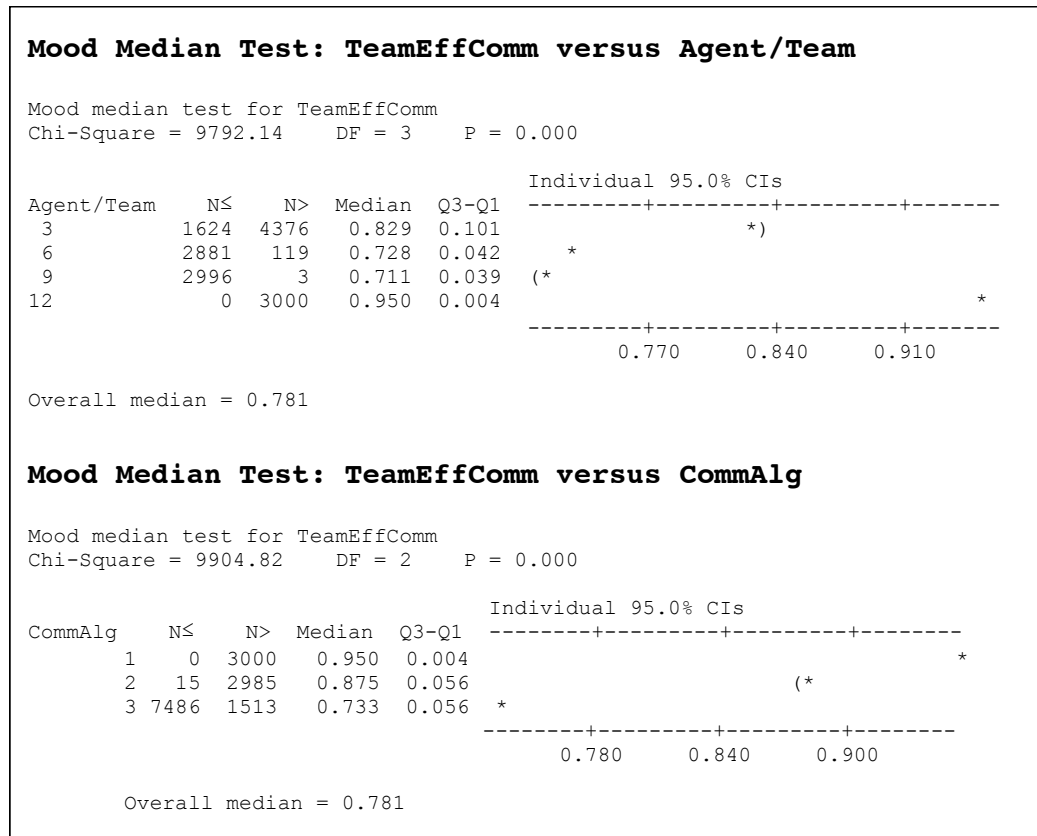 Mood Median Test: TeamEffComm versus Agent/Team
Mood median test for TeamEffComm
Chi-Square = 9792.14    DF = 3    P = 0.000
Individual 95.0% CIs
Agent/Team    N≤    N>  Median  Q3-Q1  ---------+---------+---------+-------
3           1624  4376   0.829  0.101                   *)
6           2881   119   0.728  0.042     *
9           2996     3   0.711  0.039  (*
12             0  3000   0.950  0.004                                     *
---------+---------+---------+-------
0.770     0.840     0.910
Overall median = 0.781
Mood Median Test: TeamEffComm versus CommAlg
Mood median test for TeamEffComm
Chi-Square = 9904.82    DF = 2    P = 0.000
Individual 95.0% CIs
CommAlg    N≤    N>  Median  Q3-Q1  --------+---------+---------+--------
1     0  3000   0.950  0.004                                      *
2    15  2985   0.875  0.056                          (*
3  7486  1513   0.733  0.056  *
--------+---------+---------+--------
0.780     0.840     0.900
Overall median = 0.781